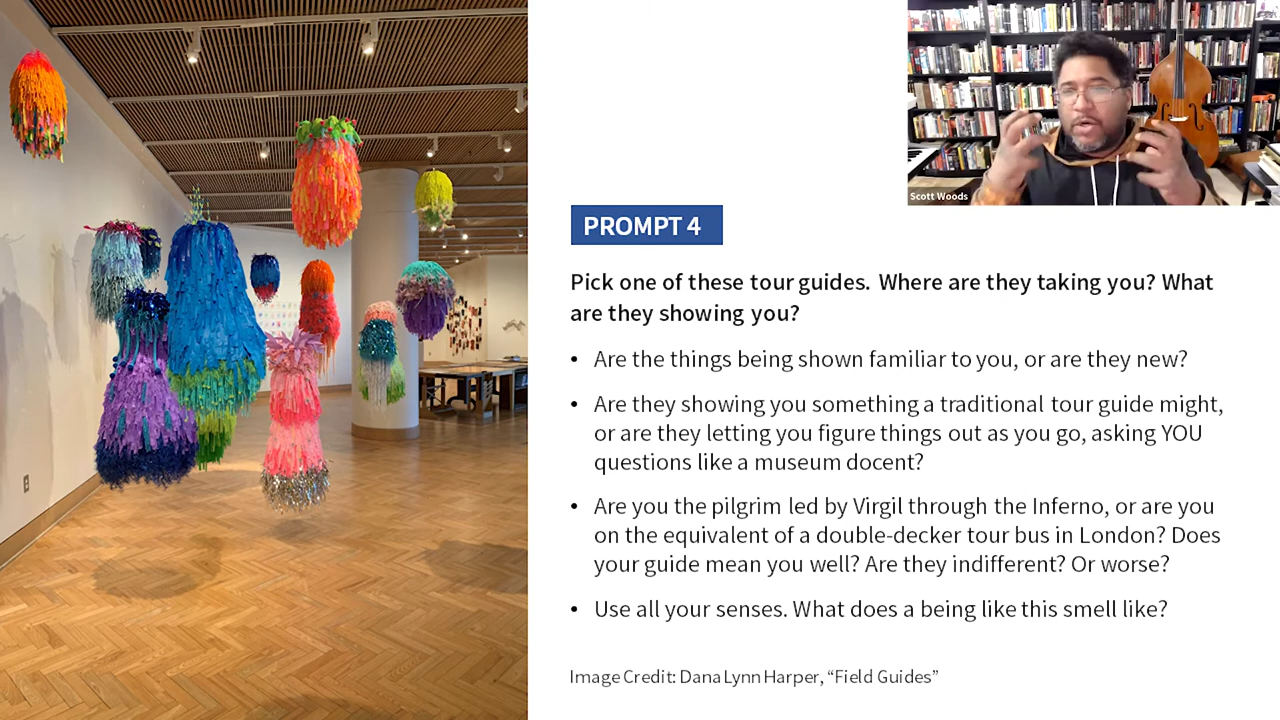 Scott Woods
PROMPT 4
Pick one of these tour guides. Where are they taking you? What
are they showing you?
• Are the things being shown familiar to you, or are they new?
• Are they showing you something a traditional tour guide might,
or are they letting you figure things out as you go, asking YOU
questions like a museum docent?
• Are you the pilgrim led by Virgil through the Inferno, or are you
on the equivalent of a double-decker tour bus in London? Does
your guide mean you well? Are they indifferent? Or worse?
• Use all your senses. What does a being like this smell like?
Image Credit: Dana Lynn Harper, “Field Guides”